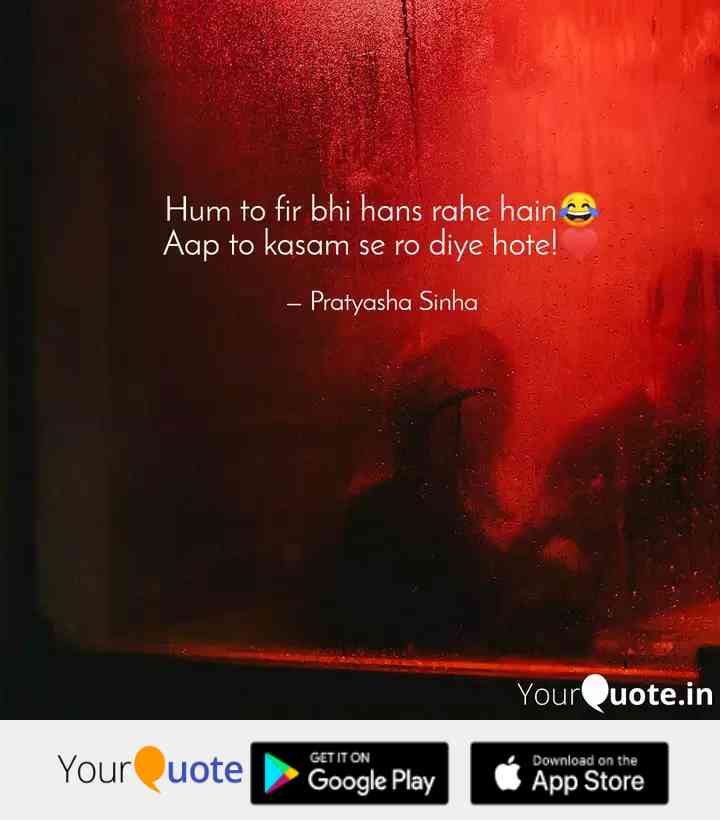 Hum to fir bhi hans rahe hain😂
Aap to kasam se ro diye hote!❤️
– Pratyasha Sinha
YourQuote.in
YourQuote
GET IT ON
Google Play
Download on the
App Store